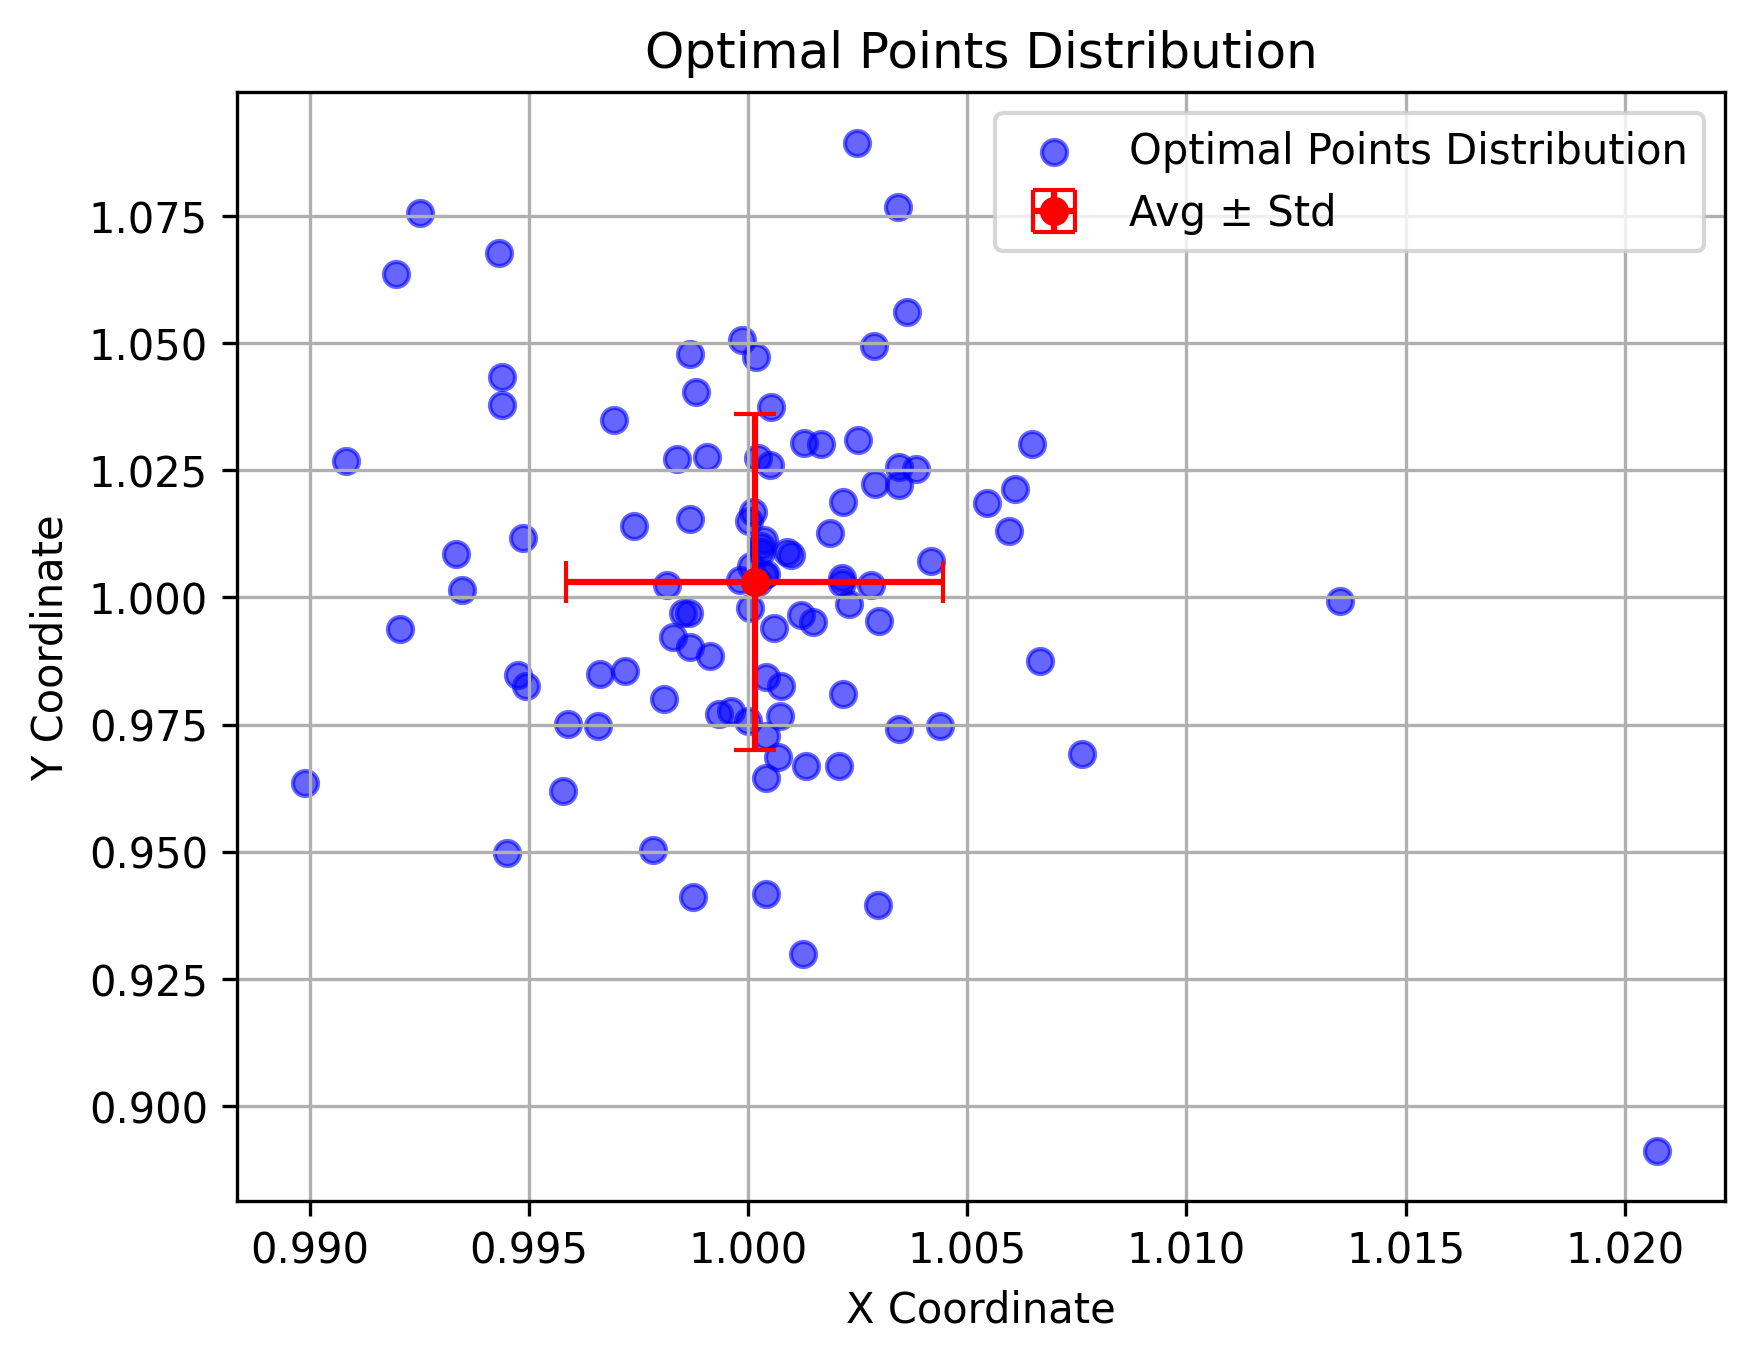 Optimal Points Distribution
Optimal Points Distribution
Avg ± Std
Y Coordinate
1.075
1.050
1.025
1.000
0.975
0.950
0.925
0.900
0.990 0.995 1.000 1.005 1.010 1.015 1.020
X Coordinate